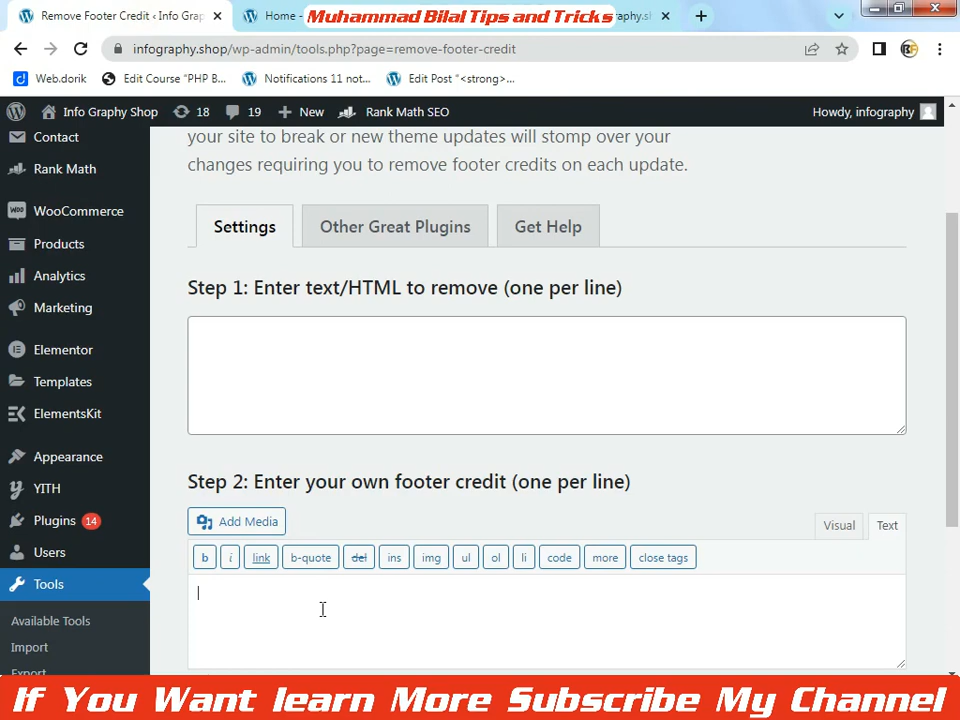 Remove Footer Credit ‹ Info Grap
Home -
Muhammad Bilal Tips and Tricks
phy.s
infography.shop/wp-admin/tools.php?page=remove-footer-credit
Web.dorik
Edit Course "PHP B...
Notifications 11 not...
Edit Post "<strong>...
Info Graphy Shop
18
19
New
Rank Math SEO
Howdy, infography
Contact
Rank Math
WooCommerce
Products
Analytics
Marketing
Elementor
Templates
ElementsKit
Appearance
YITH
Plugins 14
Users
Tools
Available Tools
Import
Export
your site to break or new theme updates will stomp over your
changes requiring you to remove footer credits on each update.
Settings
Other Great Plugins
Get Help
Step 1: Enter text/HTML to remove (one per line)
Step 2: Enter your own footer credit (one per line)
Add Media
Visual
Text
b
i
link
b-quote
del
ins
img
ul
ol
li
code
more
close tags
If You Want learn More Subscribe My Channel